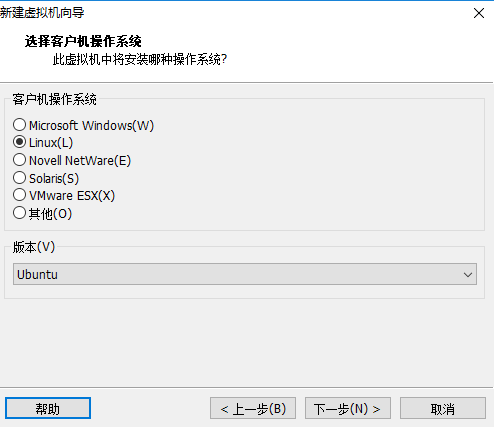 新建虚拟机向导
选择客户机操作系统
此虚拟机中将安装哪种操作系统?
客户机操作系统
Microsoft Windows(W)
Linux(L)
Novell NetWare(E)
Solaris(S)
VMware ESX(X)
其他(O)
版本(V)
Ubuntu
帮助
< 上一步(B)
下一步(N) >
取消